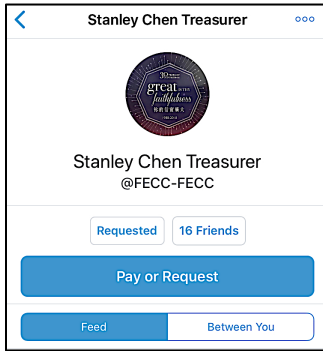 Stanley Chen Treasurer
30
great
faithfulness
Stanley Chen Treasurer
@FECC-FECC
Requested
16 Friends
Pay or Request
Feed
Between You